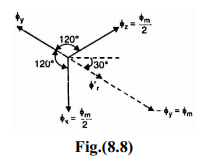 ϕy
120°
ϕz = ϕm/2
120°
30°
ϕ'r
ϕx = ϕm/2
-ϕy = ϕm
Fig.(8.8)